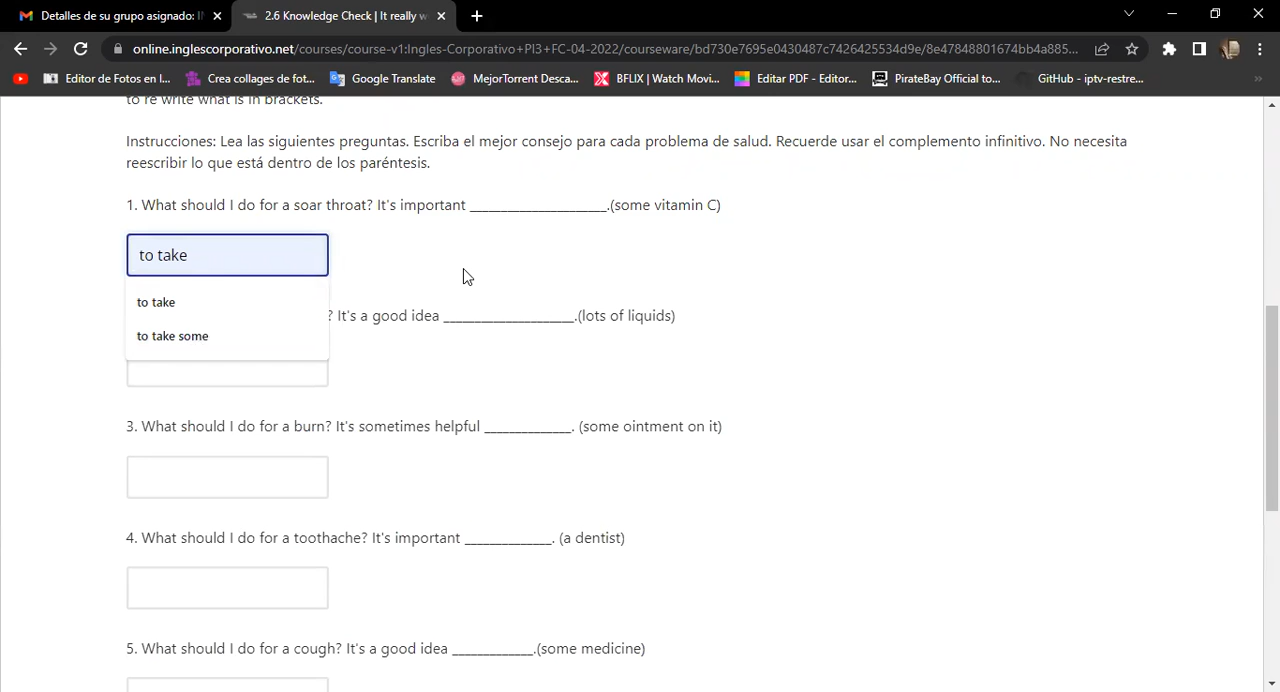 Detalles de su grupo asignado: I
2.6 Knowledge Check | It really w
online.inglescorporativo.net/courses/course-v1:Ingles-Corporativo+PI3+FC-04-2022/courseware/bd730e7695e0430487c7426425534d9e/8e47848801674bb4a885...
Editor de Fotos en l... Crea collages de fot... Google Translate MejorTorrent Desca... BFLIX | Watch Movi... Editar PDF - Editor... PirateBay Official to... GitHub - iptv-restre... »
to re write what is in brackets.
Instrucciones: Lea las siguientes preguntas. Escriba el mejor consejo para cada problema de salud. Recuerde usar el complemento infinitivo. No necesita
reescribir lo que está dentro de los paréntesis.
1. What should I do for a soar throat? It's important _____________________.(some vitamin C)
to take
to take
? It's a good idea ____________________.(lots of liquids)
to take some
3. What should I do for a burn? It's sometimes helpful ______________. (some ointment on it)
4. What should I do for a toothache? It's important ______________. (a dentist)
5. What should I do for a cough? It's a good idea _____________.(some medicine)